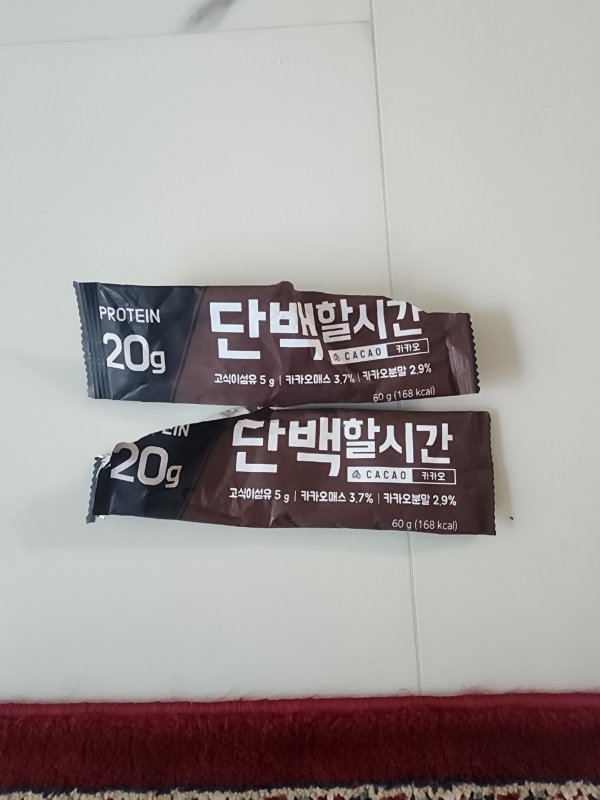 PROTEIN
20g
단백할시간
CACAO 카카오
고식이섬유 5 g | 카카오매스 3.7% | 카카오분말 2.9%
60 g (168 kcal)
20g
단백할시간
CACAO 카카오
고식이섬유 5 g | 카카오매스 3.7% | 카카오분말 2.9%
60 g (168 kcal)